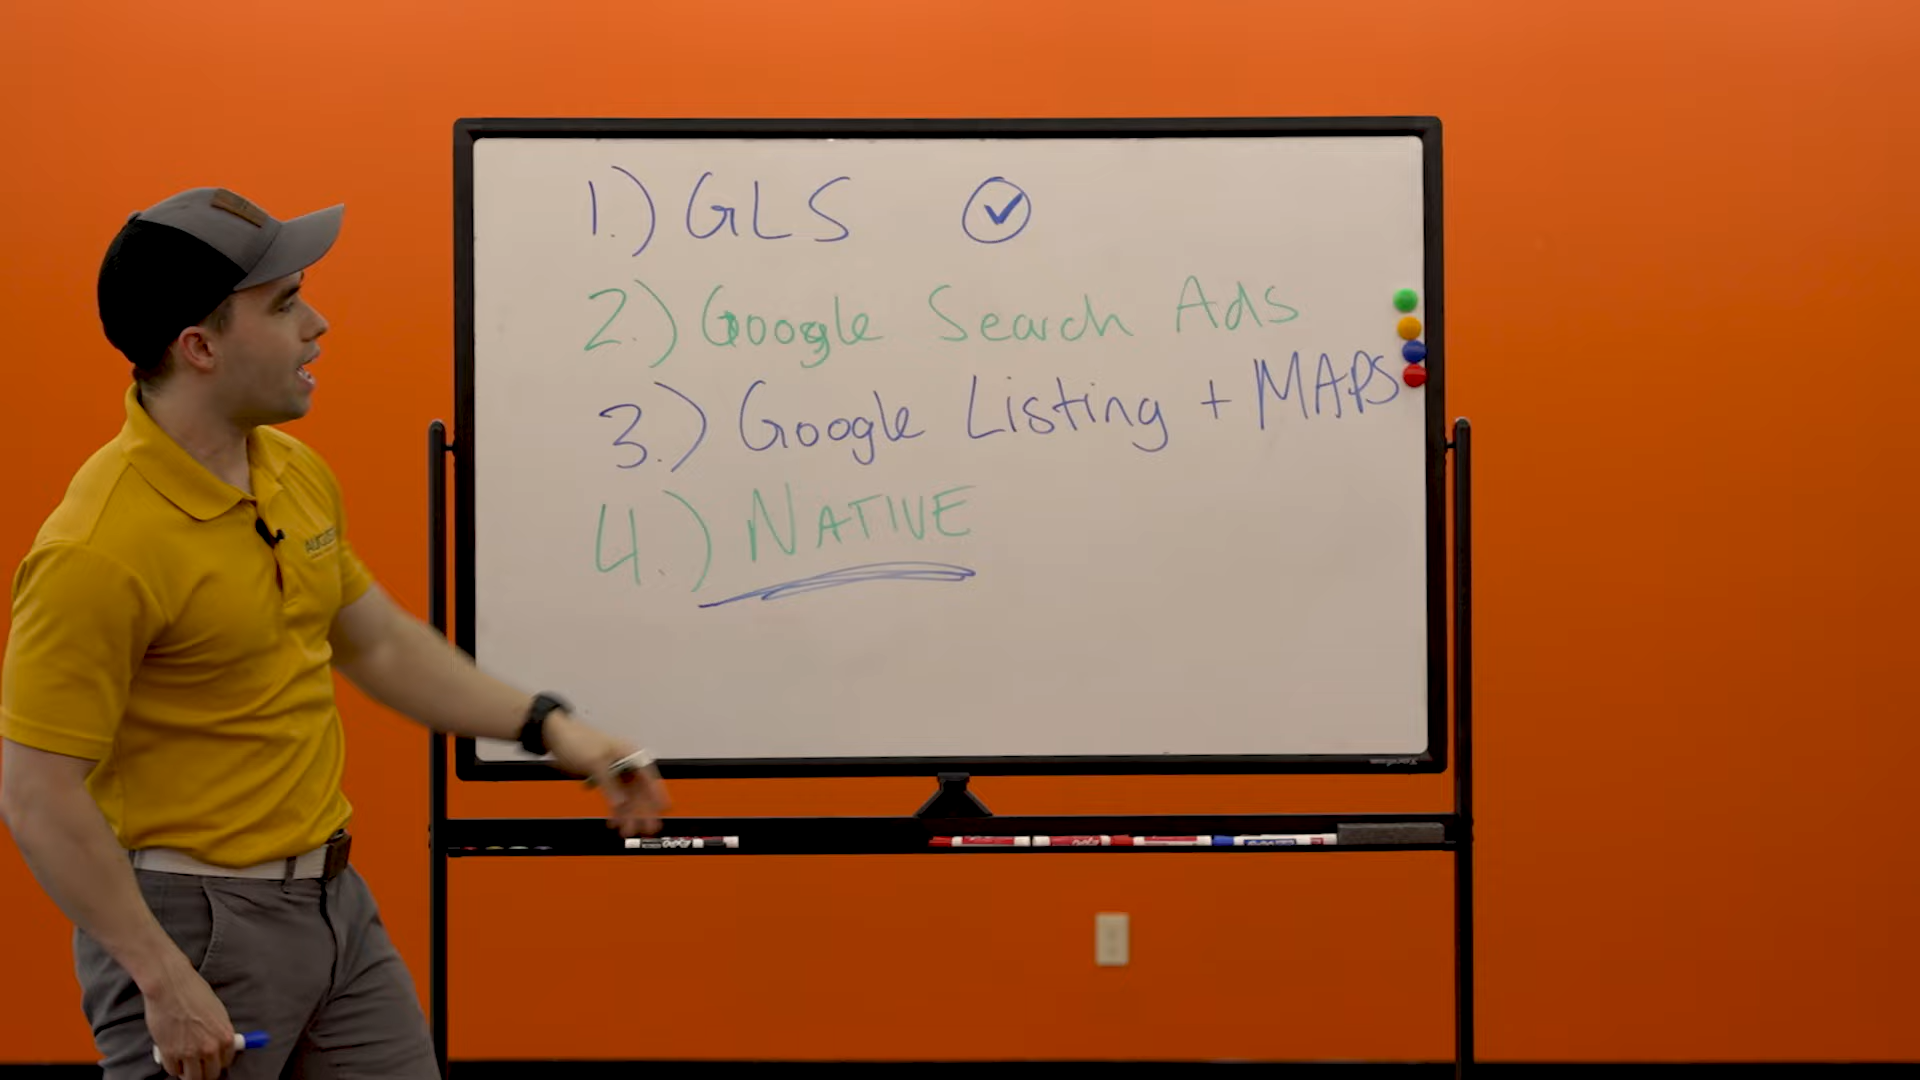 1.) GLS
2.) Google Search Ads
3.) Google Listing + MAPS
4.) NATIVE